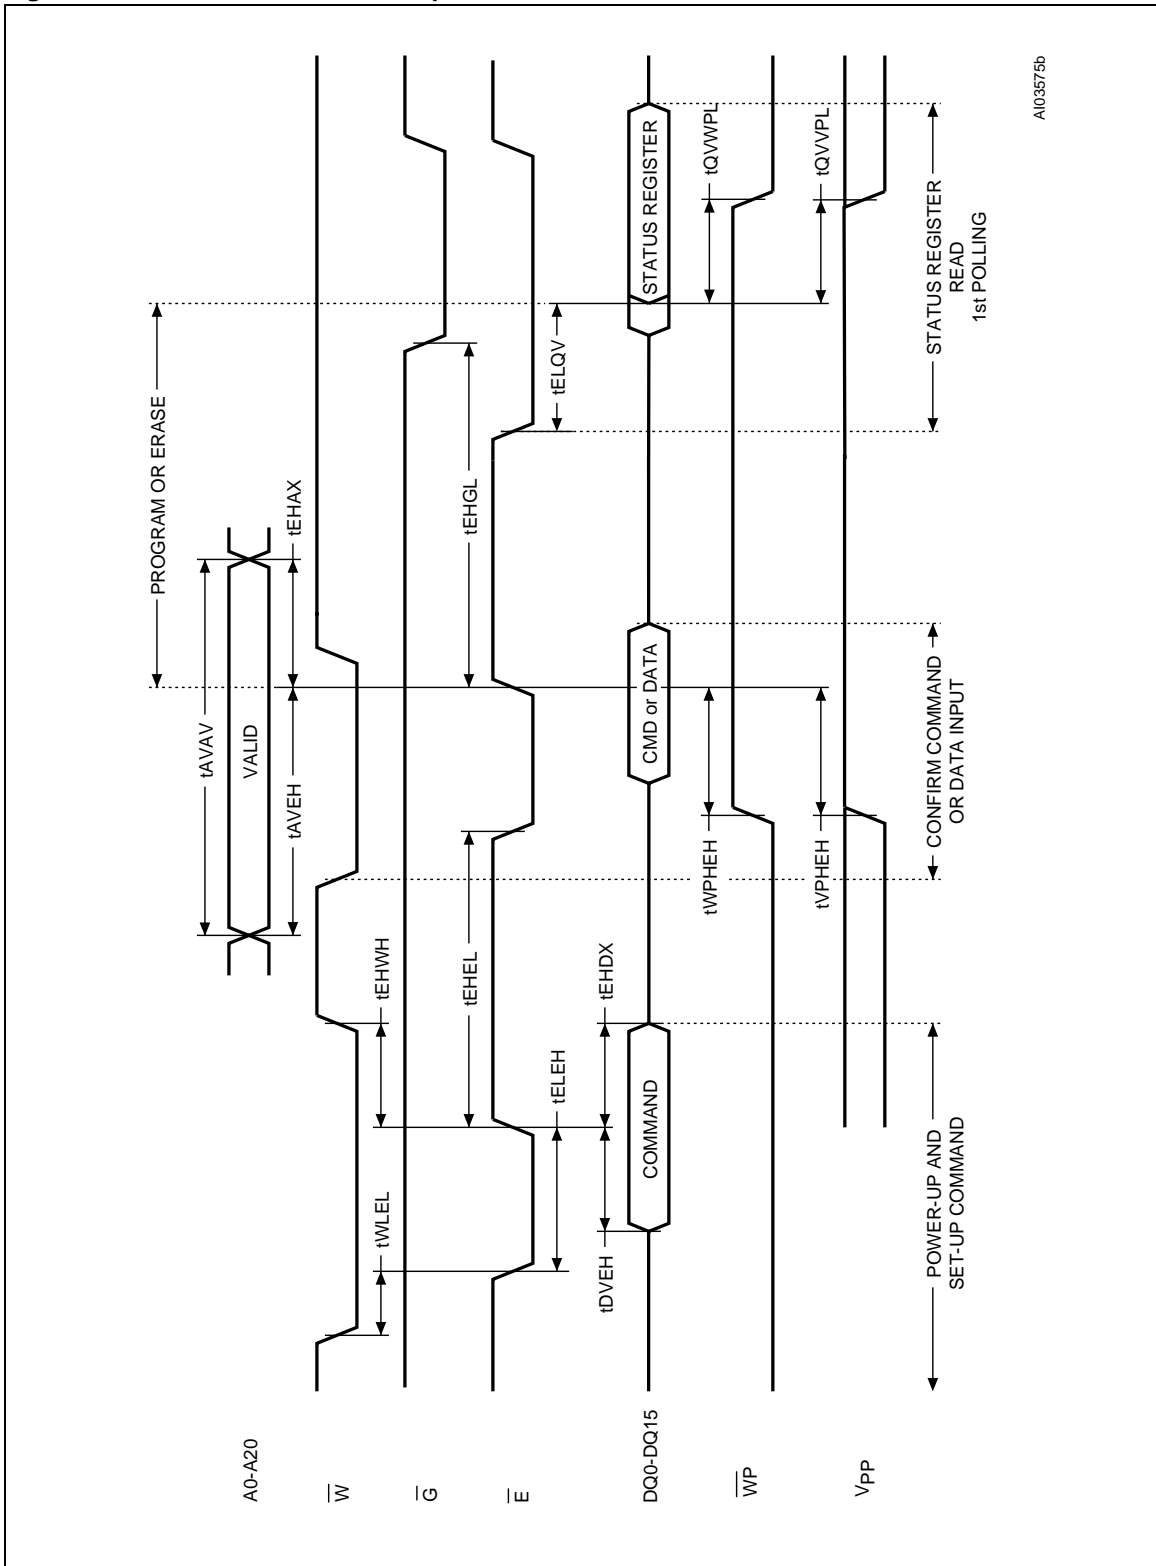 A0-A20
VALID
tAVAV
tAVEH
tEHAX
PROGRAM OR ERASE
W
tWLEL
tEHWH
G
tEHEL
tEHGL
E
tELEH
tELQV
tDVEH
tEHDX
DQ0-DQ15
COMMAND
CMD or DATA
STATUS REGISTER
WP
tWPHEH
tQVWPL
VPP
tVPHEH
tQVVPL
POWER-UP AND
SET-UP COMMAND
CONFIRM COMMAND
OR DATA INPUT
STATUS REGISTER
READ
1st POLLING
AI03575b